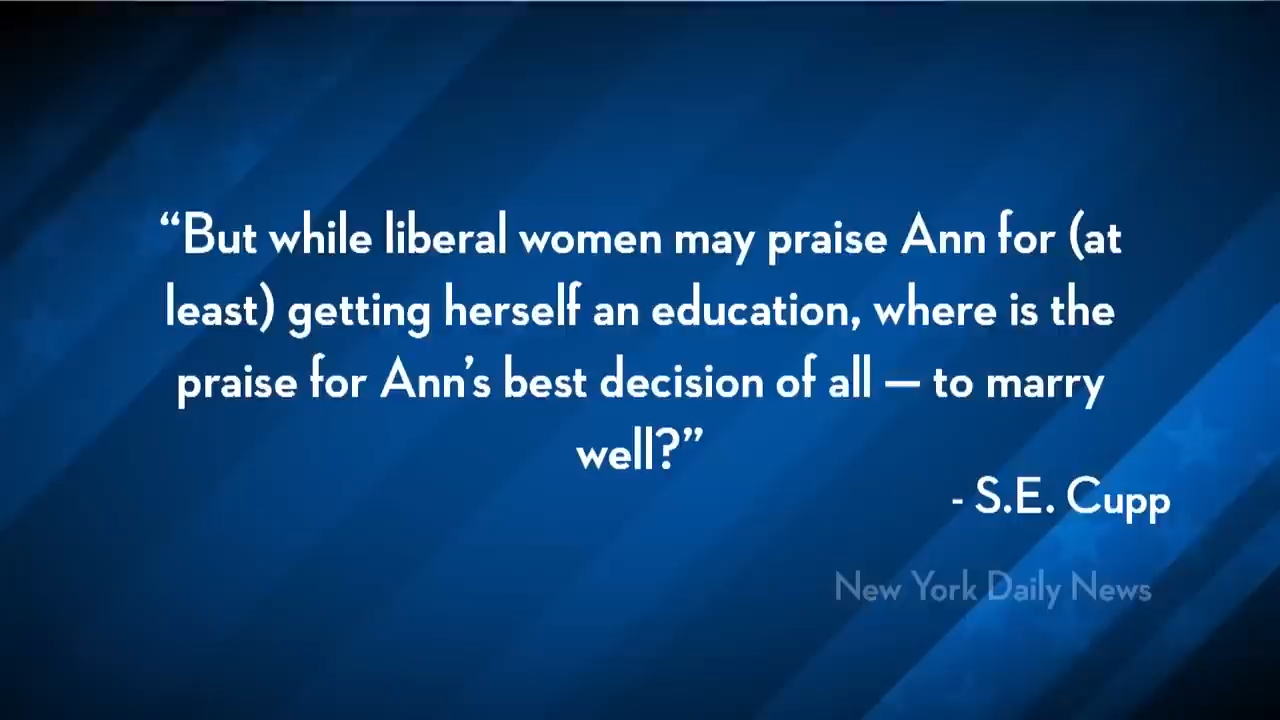 “But while liberal women may praise Ann for (at
least) getting herself an education, where is the
praise for Ann’s best decision of all — to marry
well?”
- S.E. Cupp
New York Daily News